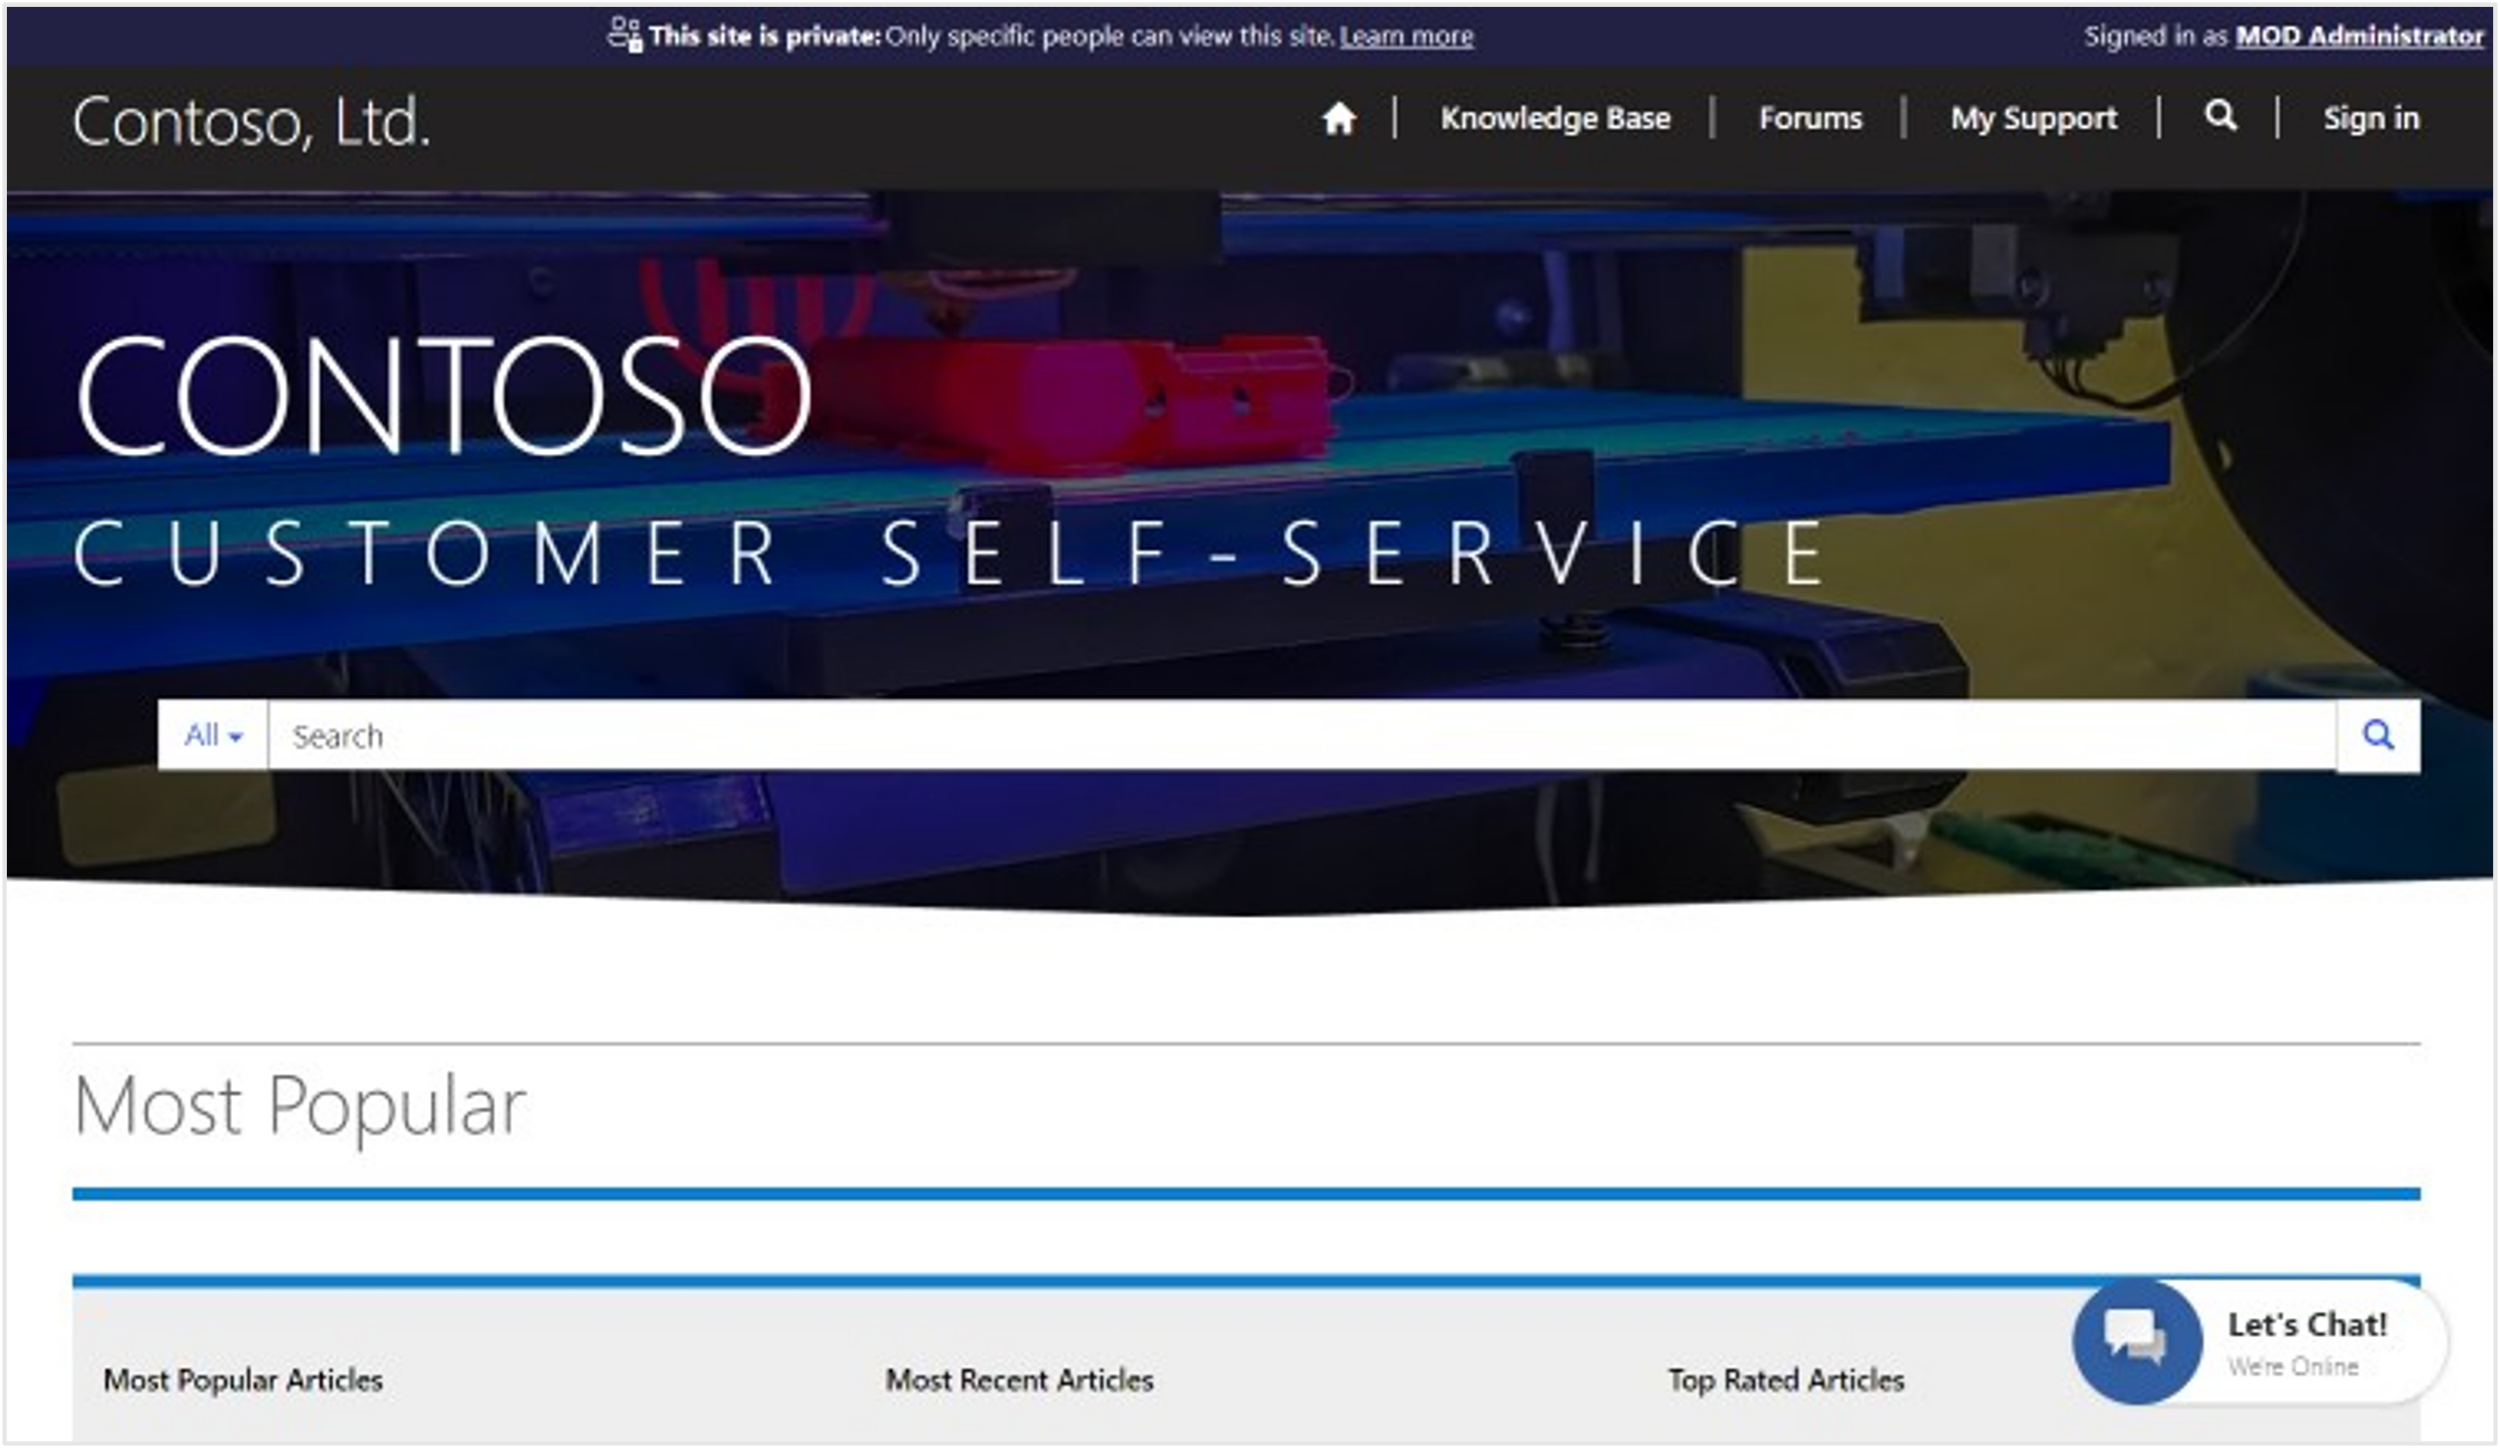 This site is private: Only specific people can view this site. Learn more
Signed in as MOD Administrator
Contoso, Ltd.
Knowledge Base
Forums
My Support
Sign in
CONTOSO
CUSTOMER SELF-SERVICE
All
Search
Most Popular
Most Popular Articles
Most Recent Articles
Top Rated Articles
Let's Chat!
We're Online